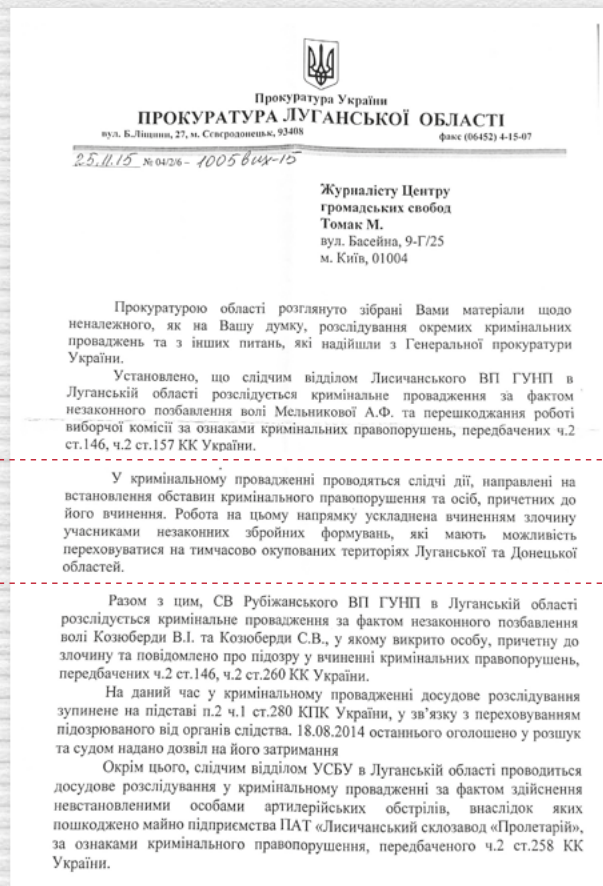 Прокуратура України
ПРОКУРАТУРА ЛУГАНСЬКОЇ ОБЛАСТІ
вул. Б.Ліщини, 27, м. Сєвєродонецьк, 93408 факс (06452) 4-15-07
25.11.15 № 04/2/6 – 1005вих-15
Журналісту Центру
громадських свобод
Томак М.
вул. Басейна, 9-Г/25
м. Київ, 01004
Прокуратурою області розглянуто зібрані Вами матеріали щодо
неналежного, як на Вашу думку, розслідування окремих кримінальних
проваджень та з інших питань, які надійшли з Генеральної прокуратури
України.
Установлено, що слідчим відділом Лисичанського ВП ГУНП в
Луганській області розслідується кримінальне провадження за фактом
незаконного позбавлення волі Мельникової А.Ф. та перешкоджання роботі
виборчої комісії за ознаками кримінальних правопорушень, передбачених ч.2
ст.146, ч.2 ст.157 КК України.
У кримінальному провадженні проводяться слідчі дії, направлені на
встановлення обставин кримінального правопорушення та осіб, причетних до
його вчинення. Робота на цьому напрямку ускладнена вчиненням злочину
учасниками незаконних збройних формувань, які мають можливість
переховуватися на тимчасово окупованих територіях Луганської та Донецької
областей.
Разом з цим, СВ Рубіжанського ВП ГУНП в Луганській області
розслідується кримінальне провадження за фактом незаконного позбавлення
волі Козюберди В.І. та Козюберди С.В., у якому викрито особу, причетну до
злочину та повідомлено про підозру у вчиненні кримінальних правопорушень,
передбачених ч.2 ст.146, ч.2 ст.260 КК України.
На даний час у кримінальному провадженні досудове розслідування
зупинене на підставі п.2 ч.1 ст.280 КПК України, у зв'язку з переховуванням
підозрюваного від органів слідства. 18.08.2014 останнього оголошено у розшук
та судом надано дозвіл на його затримання
Окрім цього, слідчим відділом УСБУ в Луганській області проводиться
досудове розслідування у кримінальному провадженні за фактом здійснення
невстановленими особами артилерійських обстрілів, внаслідок яких
пошкоджено майно підприємства ПАТ «Лисичанський склозавод «Пролетарій»,
за ознаками кримінального правопорушення, передбаченого ч.2 ст.258 КК
України.